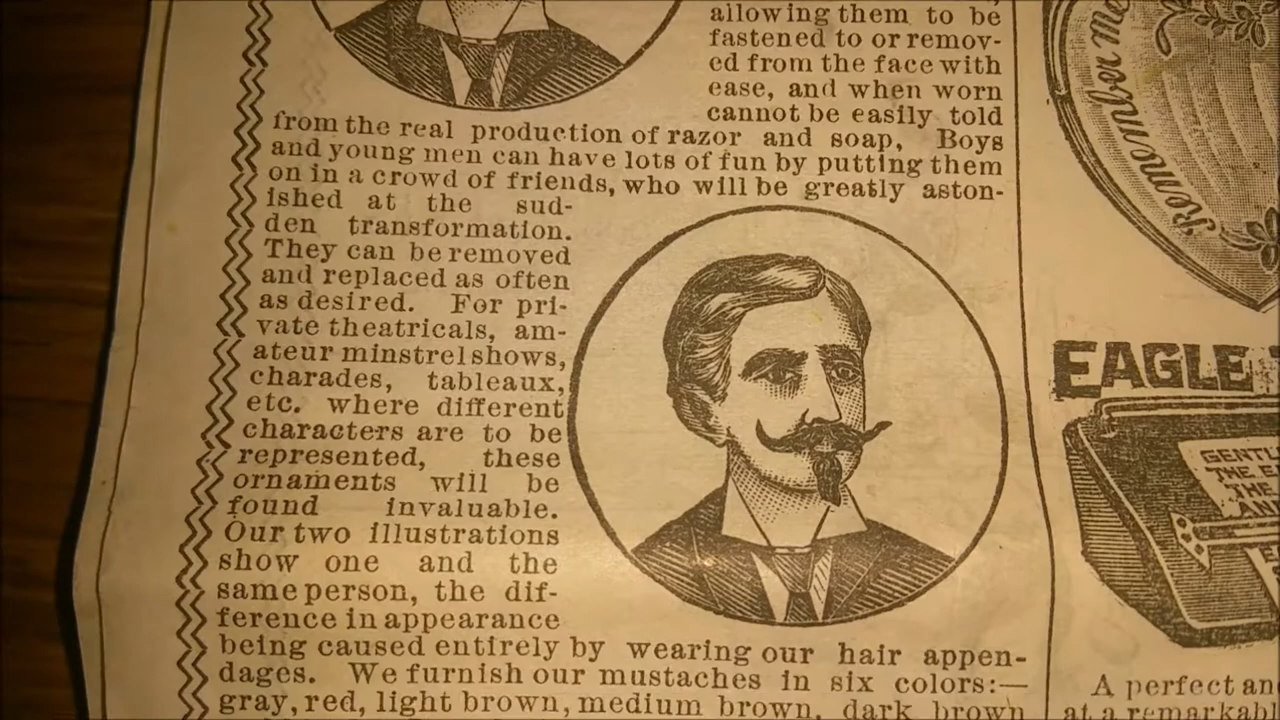 allowing them to be
fastened to or remov-
ed from the face with
ease, and when worn
cannot be easily told
from the real production of razor and soap, Boys
and young men can have lots of fun by putting them
on in a crowd of friends, who will be greatly aston-
ished at the sud-
den transformation.
They can be removed
and replaced as often
as desired. For pri-
vate theatricals, am-
ateur minstrel shows,
charades, tableaux,
etc. where different
characters are to be
represented, these
ornaments will be
found invaluable.
Our two illustrations
show one and the
same person, the dif-
ference in appearance
being caused entirely by wearing our hair appen-
dages. We furnish our mustaches in six colors:—
gray, red, light brown, medium brown, dark brown
Remember me
EAGLE
GENTL
THE E
THE
AN
A perfect an
at a remarkabl